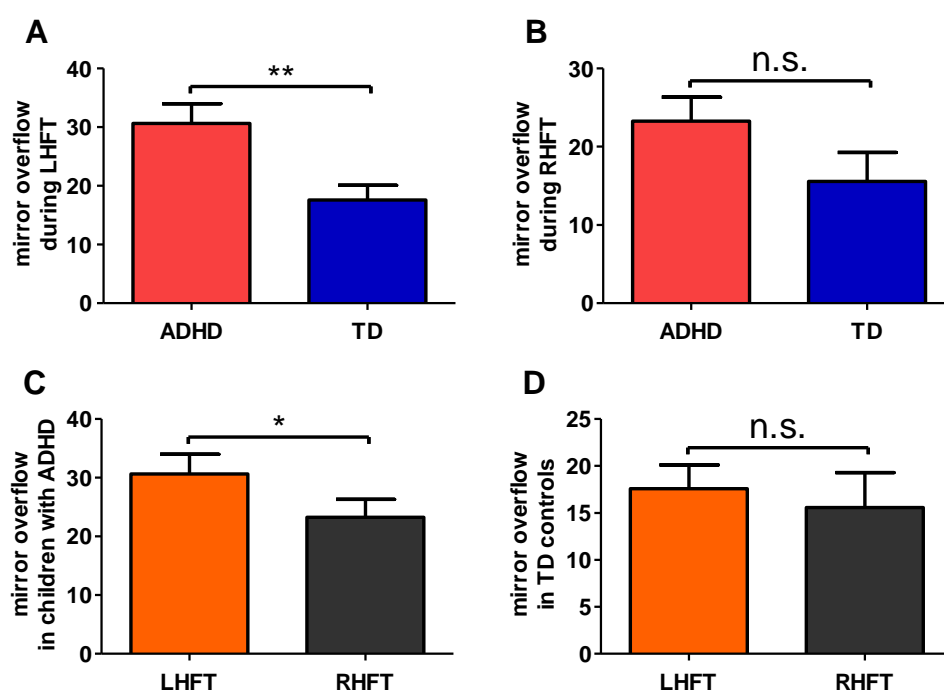 A
mirror overflow
during LHFT
40
30
20
10
0
**
ADHD
TD
B
mirror overflow
during RHFT
30
20
10
0
n.s.
ADHD
TD
C
mirror overflow
in children with ADHD
40
30
20
10
0
*
LHFT
RHFT
D
mirror overflow
in TD controls
25
20
15
10
5
0
n.s.
LHFT
RHFT